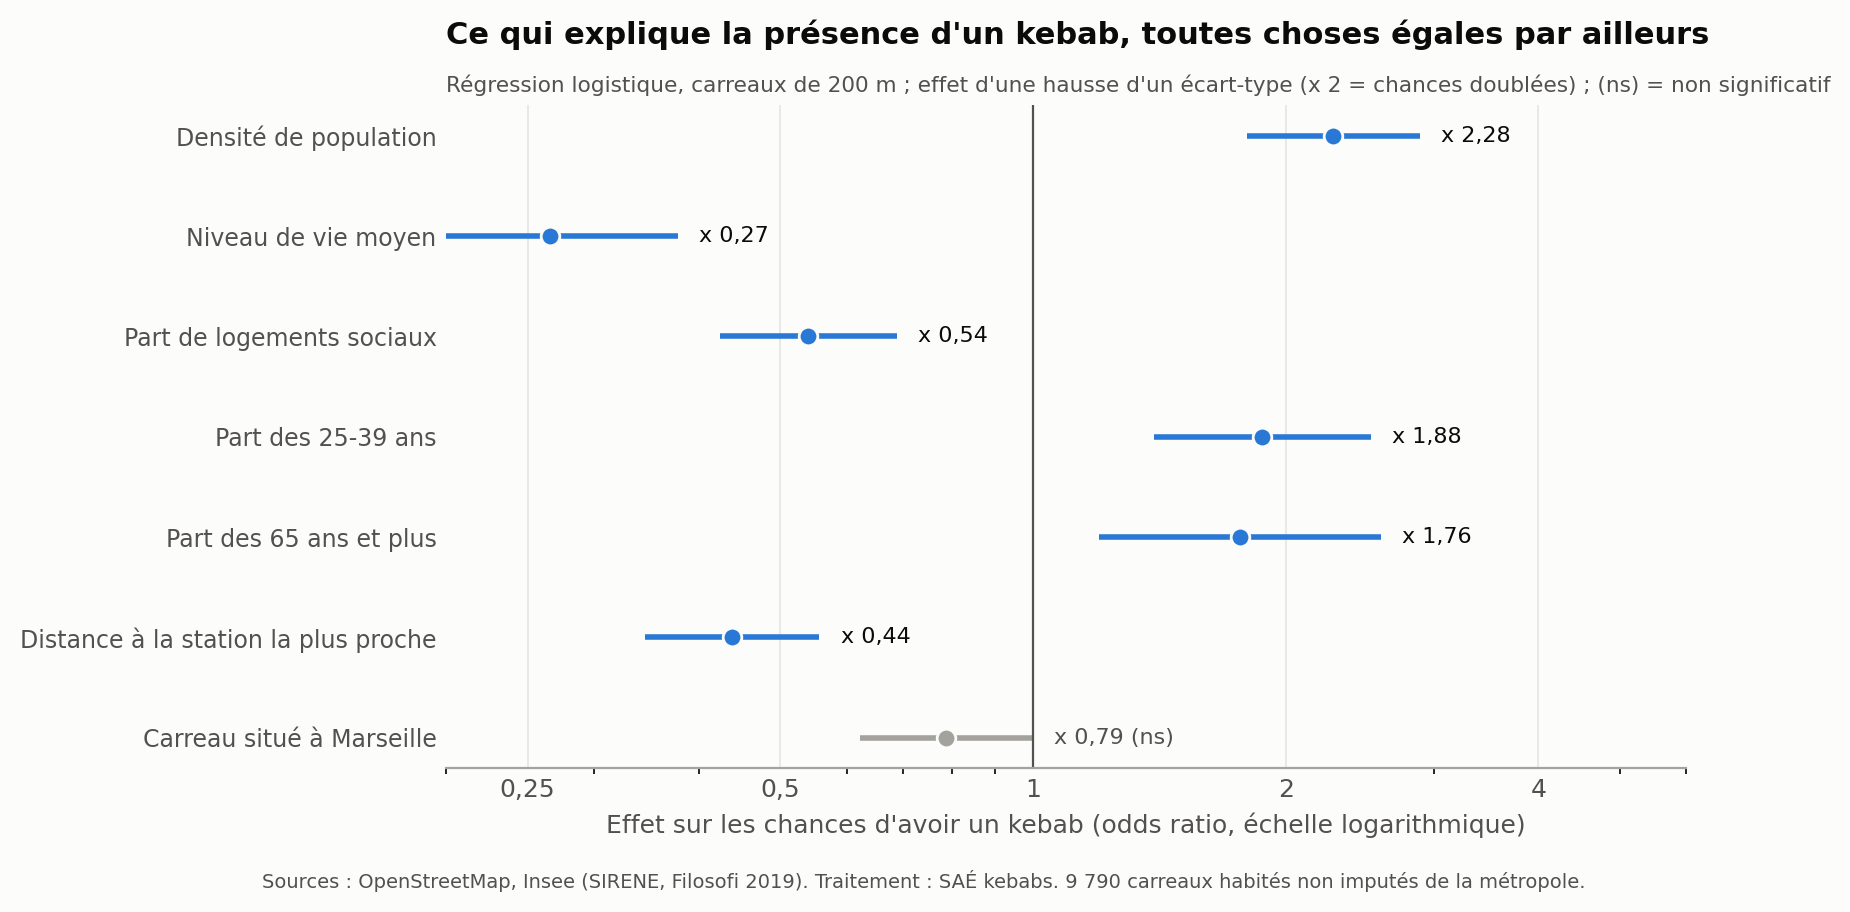 Ce qui explique la présence d'un kebab, toutes choses égales par ailleurs
Régression logistique, carreaux de 200 m ; effet d'une hausse d'un écart-type (x 2 = chances doublées) ; (ns) = non significatif
Densité de population
x 2,28
Niveau de vie moyen
x 0,27
Part de logements sociaux
x 0,54
Part des 25-39 ans
x 1,88
Part des 65 ans et plus
x 1,76
Distance à la station la plus proche
x 0,44
Carreau situé à Marseille
x 0,79 (ns)
0,25 0,5 1 2 4
Effet sur les chances d'avoir un kebab (odds ratio, échelle logarithmique)
Sources : OpenStreetMap, Insee (SIRENE, Filosofi 2019). Traitement : SAÉ kebabs. 9 790 carreaux habités non imputés de la métropole.